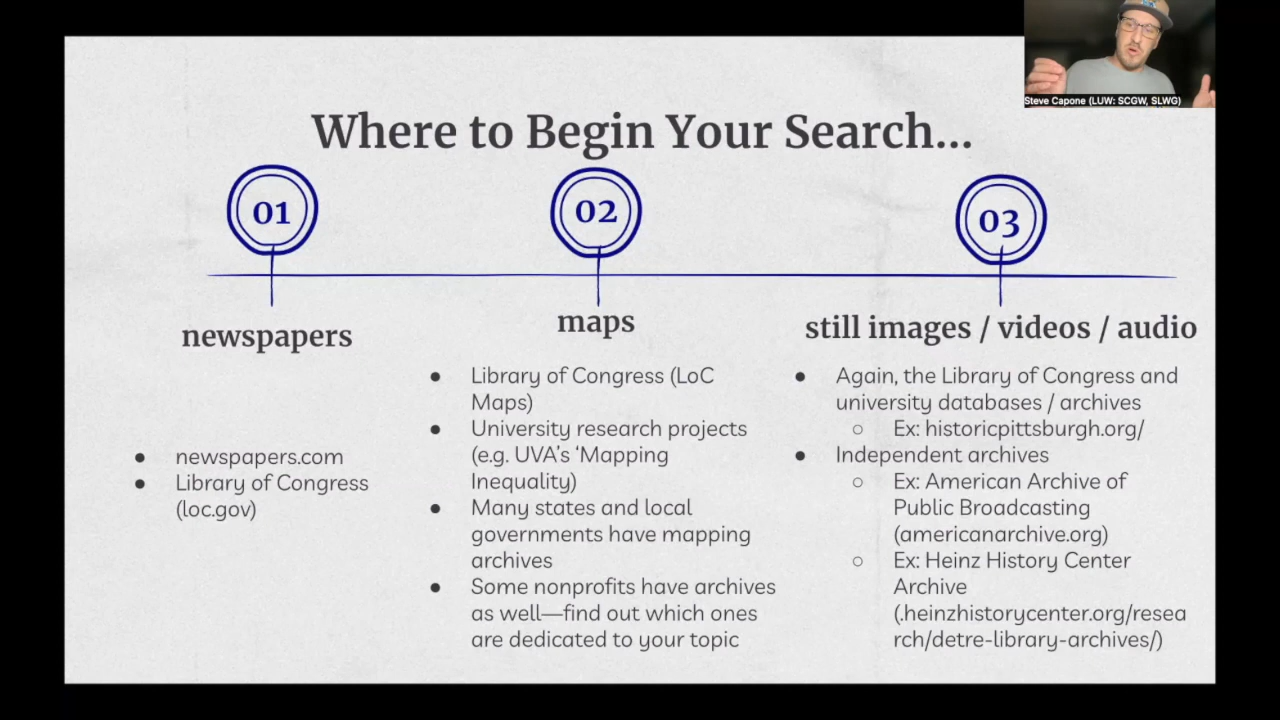 Steve Capone (LUW: SCGW, SLWG)
Where to Begin Your Search...
01
02
03
newspapers
maps
still images / videos / audio
● newspapers.com
● Library of Congress
(loc.gov)
● Library of Congress (LoC
Maps)
● University research projects
(e.g. UVA's 'Mapping
Inequality)
● Many states and local
governments have mapping
archives
● Some nonprofits have archives
as well—find out which ones
are dedicated to your topic
● Again, the Library of Congress and
university databases / archives
○ Ex: historicpittsburgh.org/
● Independent archives
○ Ex: American Archive of
Public Broadcasting
(americanarchive.org)
○ Ex: Heinz History Center
Archive
(.heinzhistorycenter.org/resea
rch/detre-library-archives/)